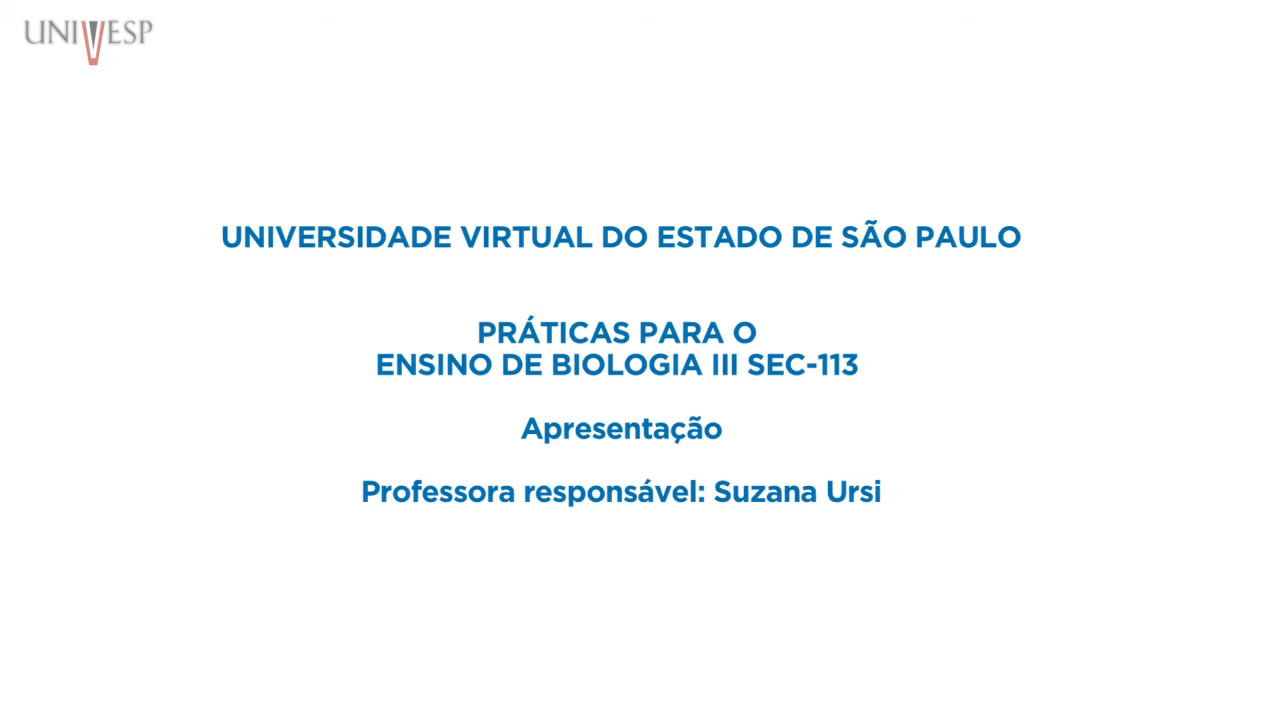 UNIVESP
UNIVERSIDADE VIRTUAL DO ESTADO DE SÃO PAULO
PRÁTICAS PARA O
ENSINO DE BIOLOGIA III SEC-113
Apresentação
Professora responsável: Suzana Ursi